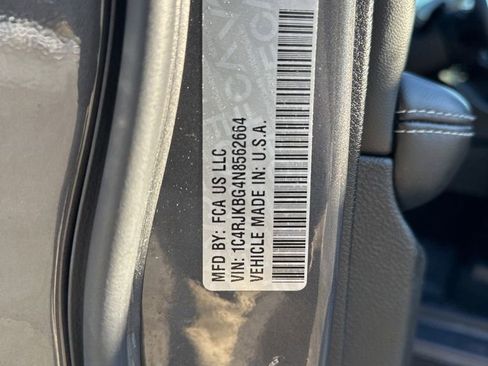 MFD BY: FCA US LLC
VIN: 1C4RJKBG4N8562664
VEHICLE MADE IN: U.S.A.